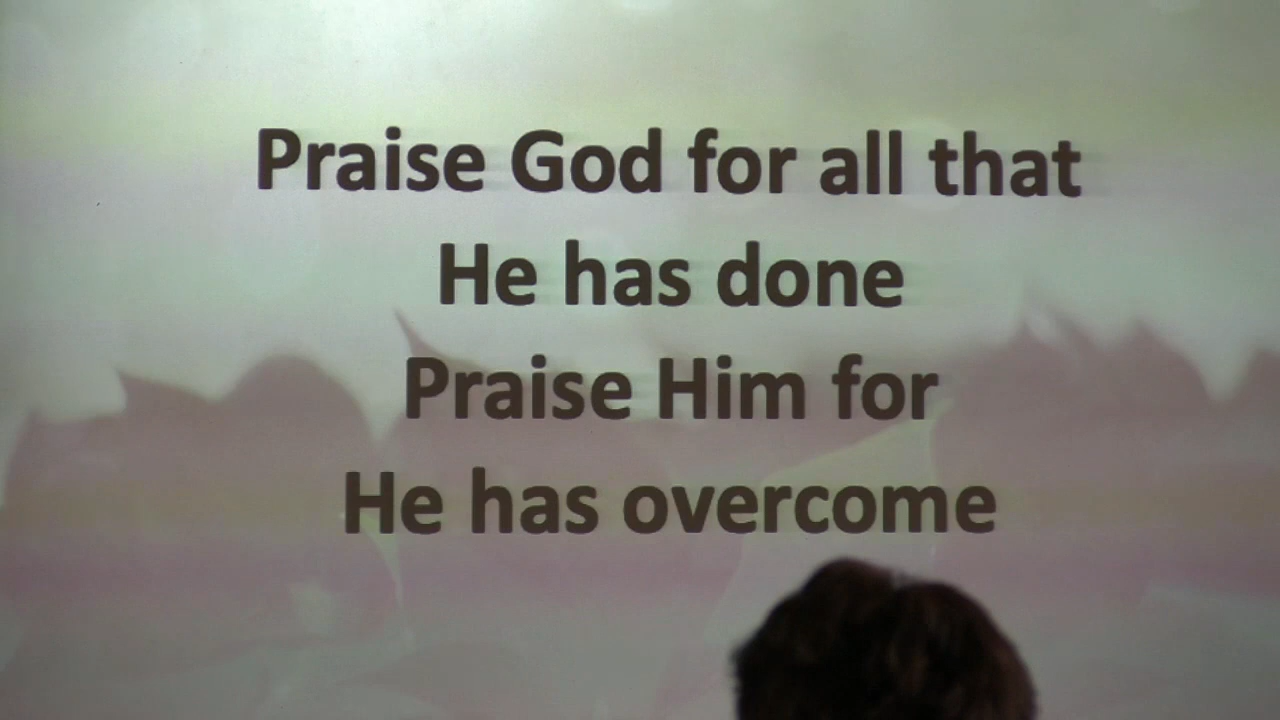 Praise God for all that
He has done
Praise Him for
He has overcome